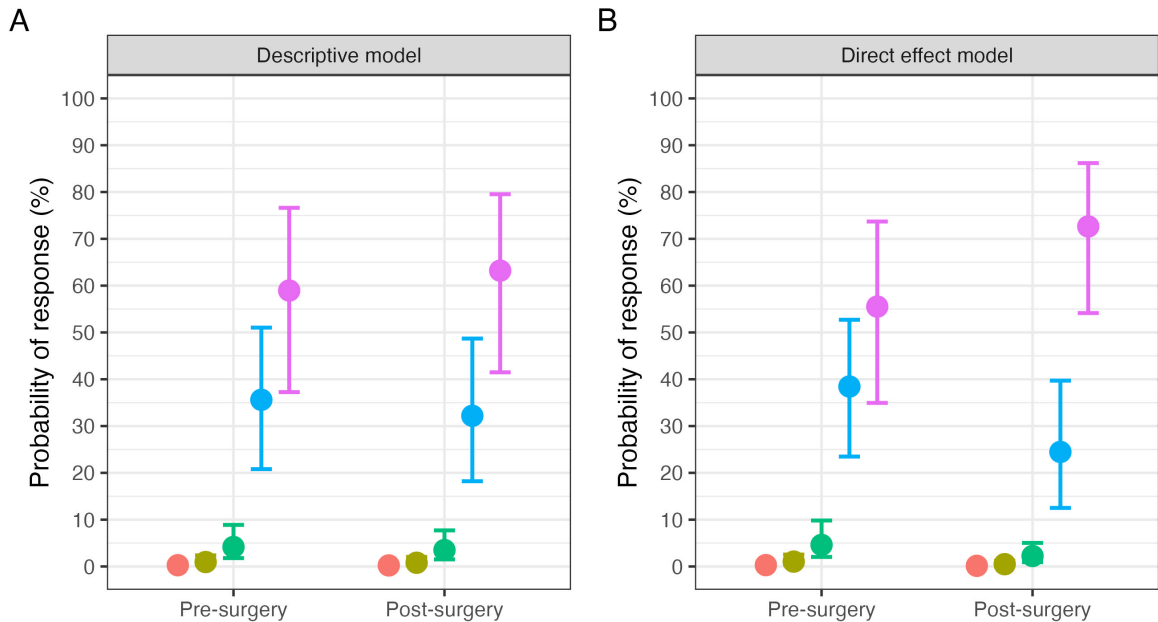 A
Descriptive model
Probability of response (%)
100
90
80
70
60
50
40
30
20
10
0
Pre-surgery Post-surgery
B
Direct effect model
Probability of response (%)
100
90
80
70
60
50
40
30
20
10
0
Pre-surgery Post-surgery